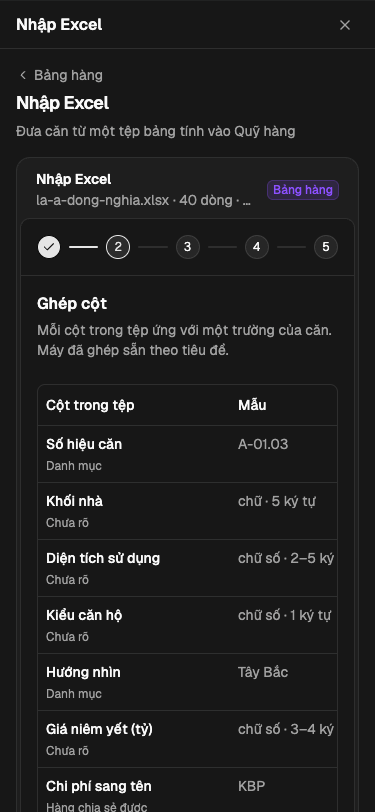 Nhập Excel
Bảng hàng
Nhập Excel
Đưa căn từ một tệp bảng tính vào Quỹ hàng
Nhập Excel
la-a-dong-nghia.xlsx · 40 dòng · ...
Bảng hàng
2 3 4 5
Ghép cột
Mỗi cột trong tệp ứng với một trường của căn.
Máy đã ghép sẵn theo tiêu đề.
Cột trong tệp Mẫu
Số hiệu căn A-01.03
Danh mục
Khối nhà chữ · 5 ký tự
Chưa rõ
Diện tích sử dụng chữ số · 2–5 ký
Chưa rõ
Kiểu căn hộ chữ số · 1 ký tự
Chưa rõ
Hướng nhìn Tây Bắc
Danh mục
Giá niêm yết (tỷ) chữ số · 3–4 ký
Chưa rõ
Chi phí sang tên KBP
Hàng chia sẻ được